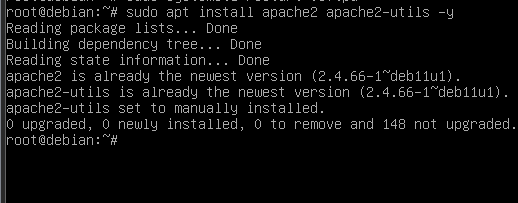 root@debian:~# sudo apt install apache2 apache2-utils -y
Reading package lists... Done
Building dependency tree... Done
Reading state information... Done
apache2 is already the newest version (2.4.66-1~deb11u1).
apache2-utils is already the newest version (2.4.66-1~deb11u1).
apache2-utils set to manually installed.
0 upgraded, 0 newly installed, 0 to remove and 148 not upgraded.
root@debian:~#